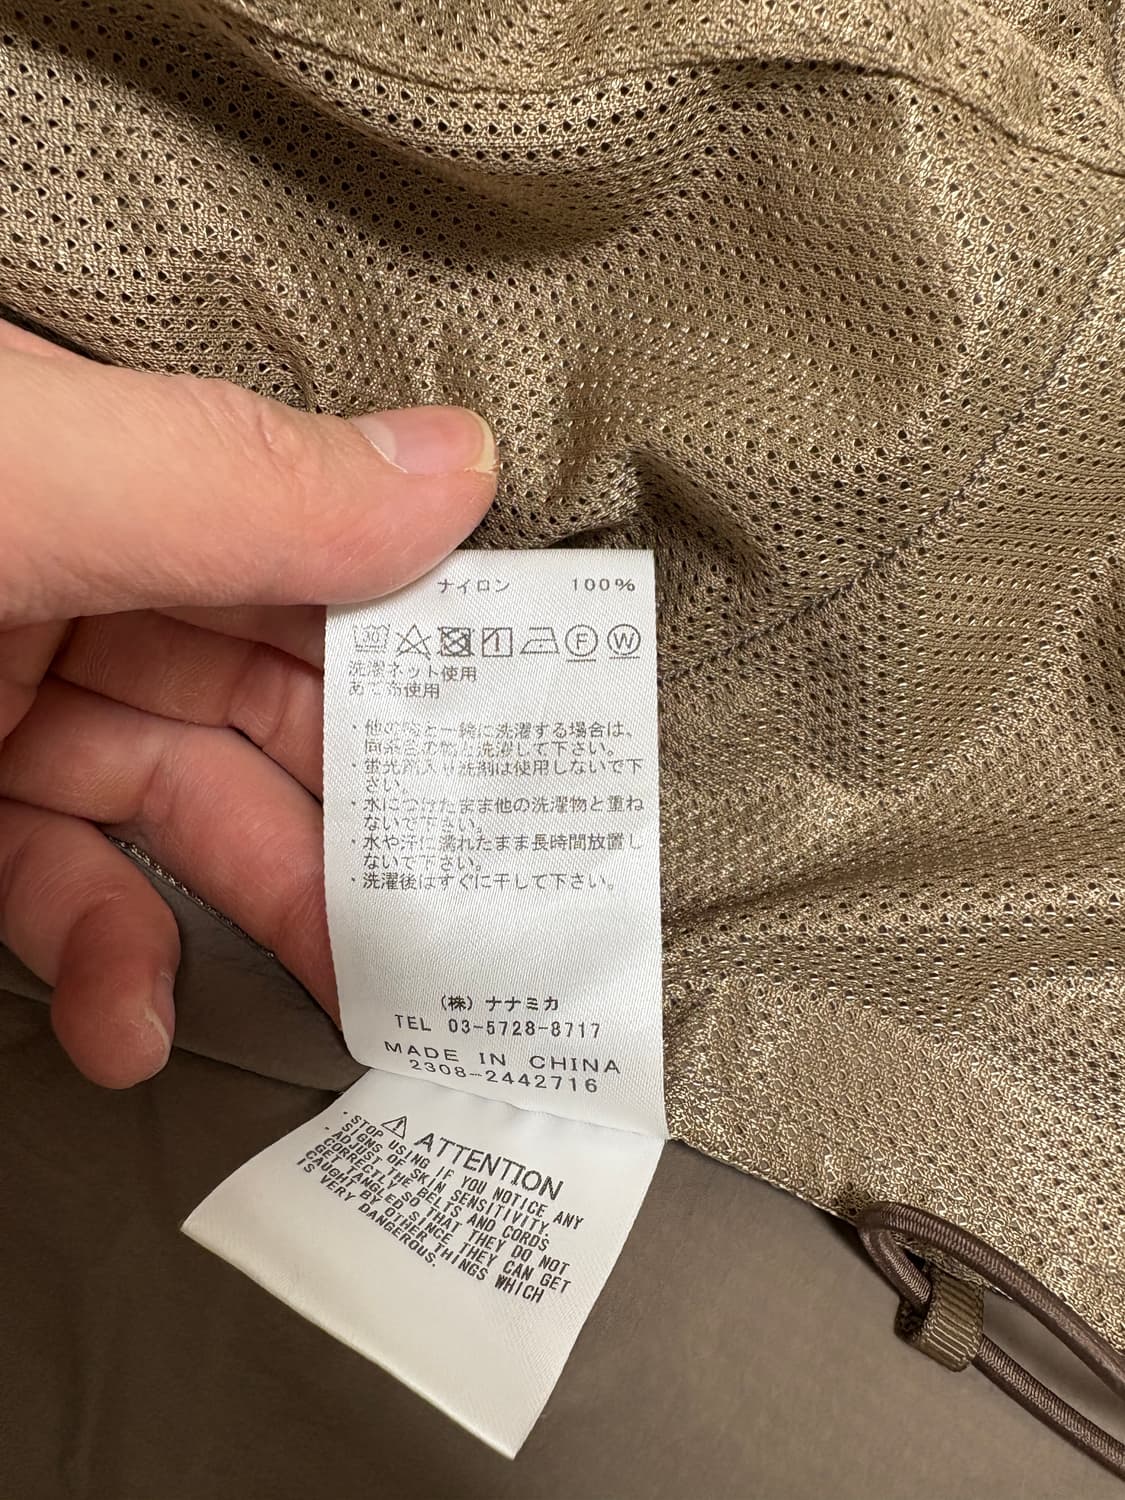 ナイロン 100%
30 F W
洗濯ネット使用
あて布使用
・他の物と一緒に洗濯する場合は、
同系色の物と洗濯して下さい。
・蛍光剤入り洗剤は使用しないで下
さい。
・水につけたまま他の洗濯物と重ね
ないで下さい。
・水や汗に濡れたまま長時間放置し
ないで下さい。
・洗濯後はすぐに干して下さい。
(株) ナナミカ
TEL 03-5728-8717
MADE IN CHINA
2308-2442716
⚠ ATTENTION
・STOP USING IF YOU NOTICE ANY
SIGNS OF SKIN SENSITIVITY.
・ADJUST THE BELTS AND CORDS
CORRECTLY SO THAT THEY DO NOT
GET TANGLED SINCE THEY CAN GET
CAUGHT BY OTHER THINGS WHICH
IS VERY DANGEROUS.